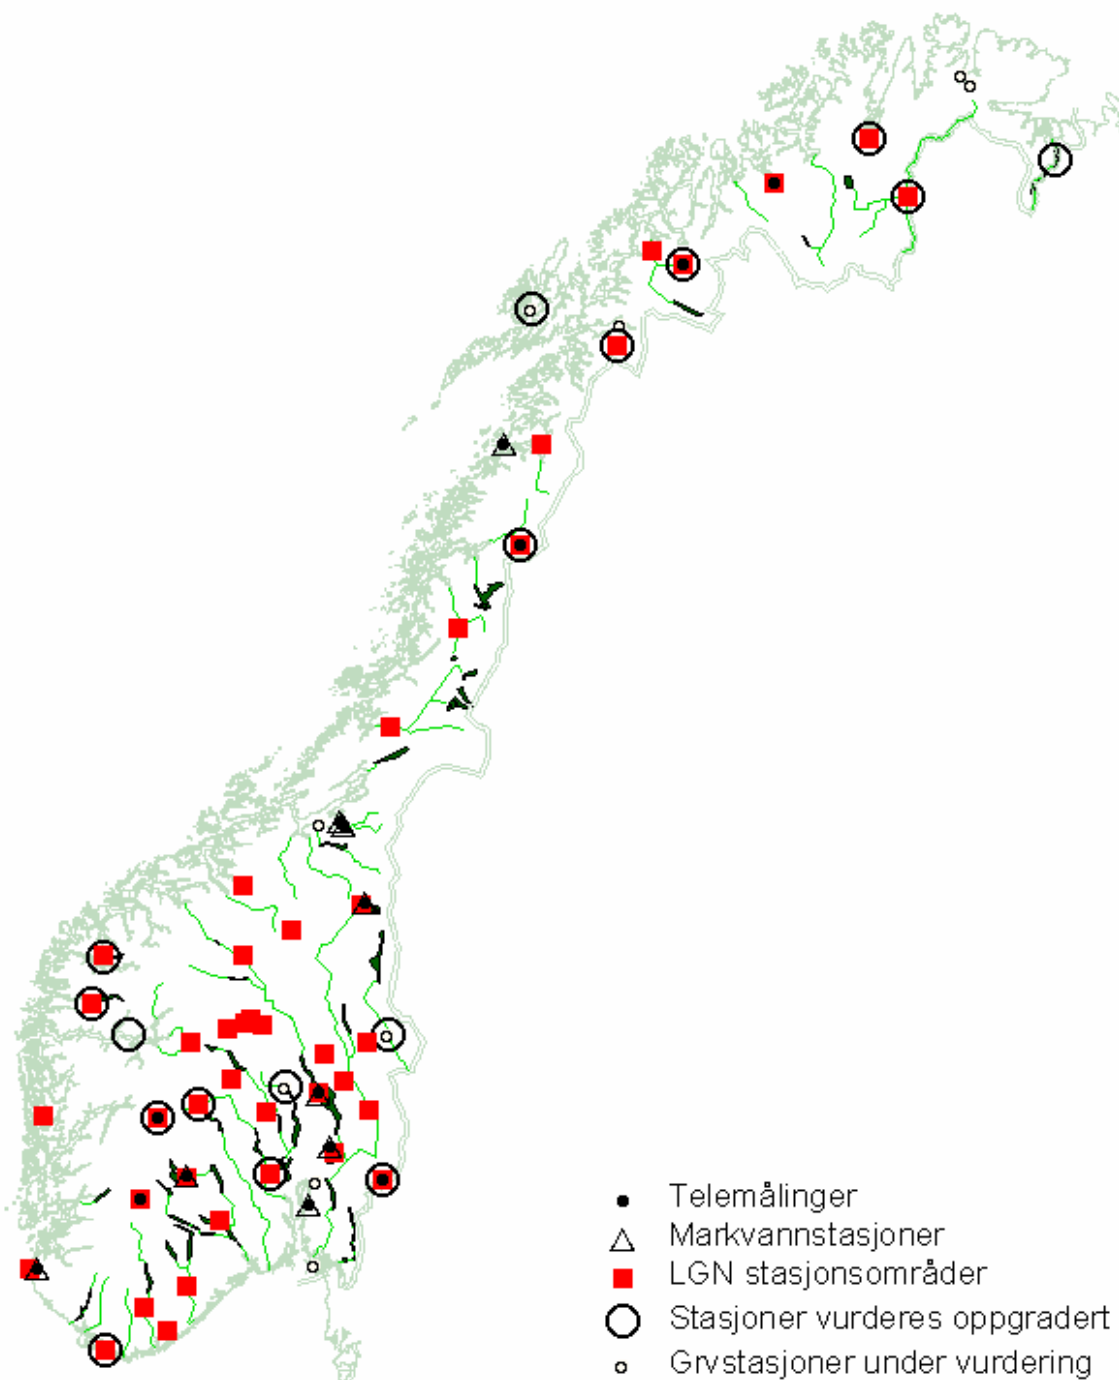 Telemålinger
Markvannstasjoner
LGN stasjonsområder
Stasjoner vurderes oppgradert
Grvstasjoner under vurdering